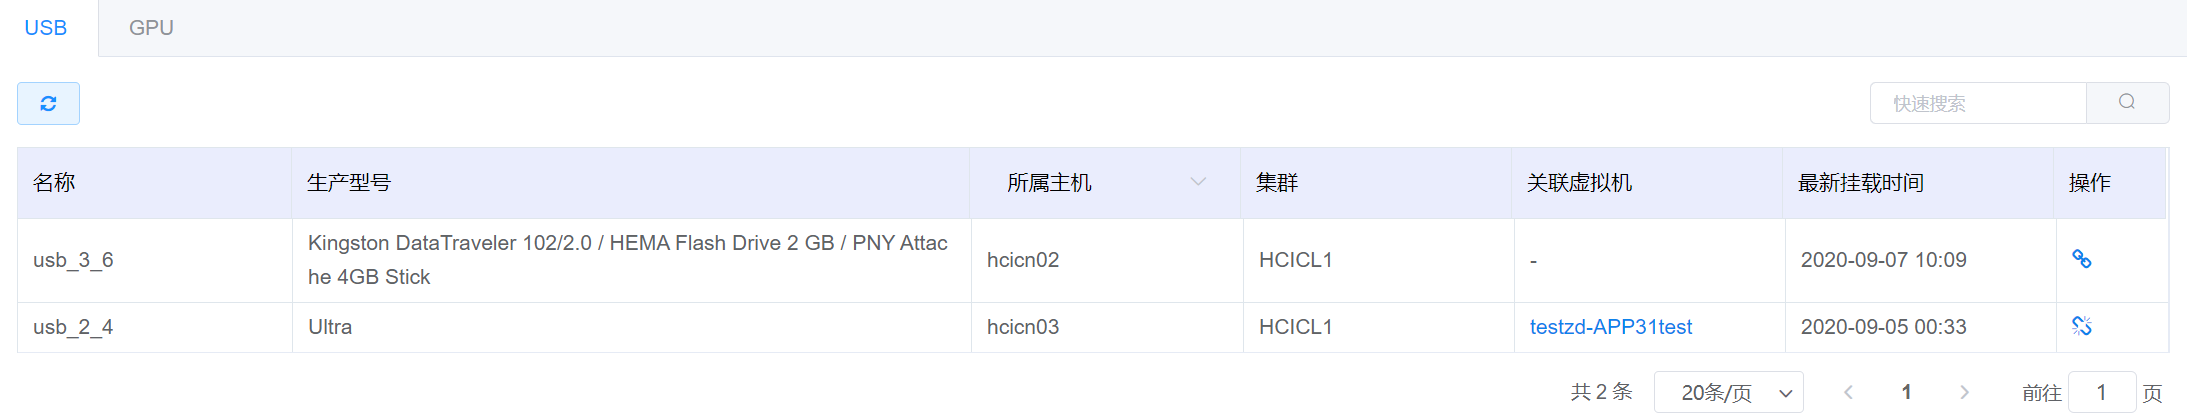 USB GPU
快速搜索
名称 生产型号 所属主机 集群 关联虚拟机 最新挂载时间 操作
usb_3_6 Kingston DataTraveler 102/2.0 / HEMA Flash Drive 2 GB / PNY Attac
he 4GB Stick hcicn02 HCICL1 - 2020-09-07 10:09
usb_2_4 Ultra hcicn03 HCICL1 testzd-APP31test 2020-09-05 00:33
共 2 条 20条/页 1 前往 1 页